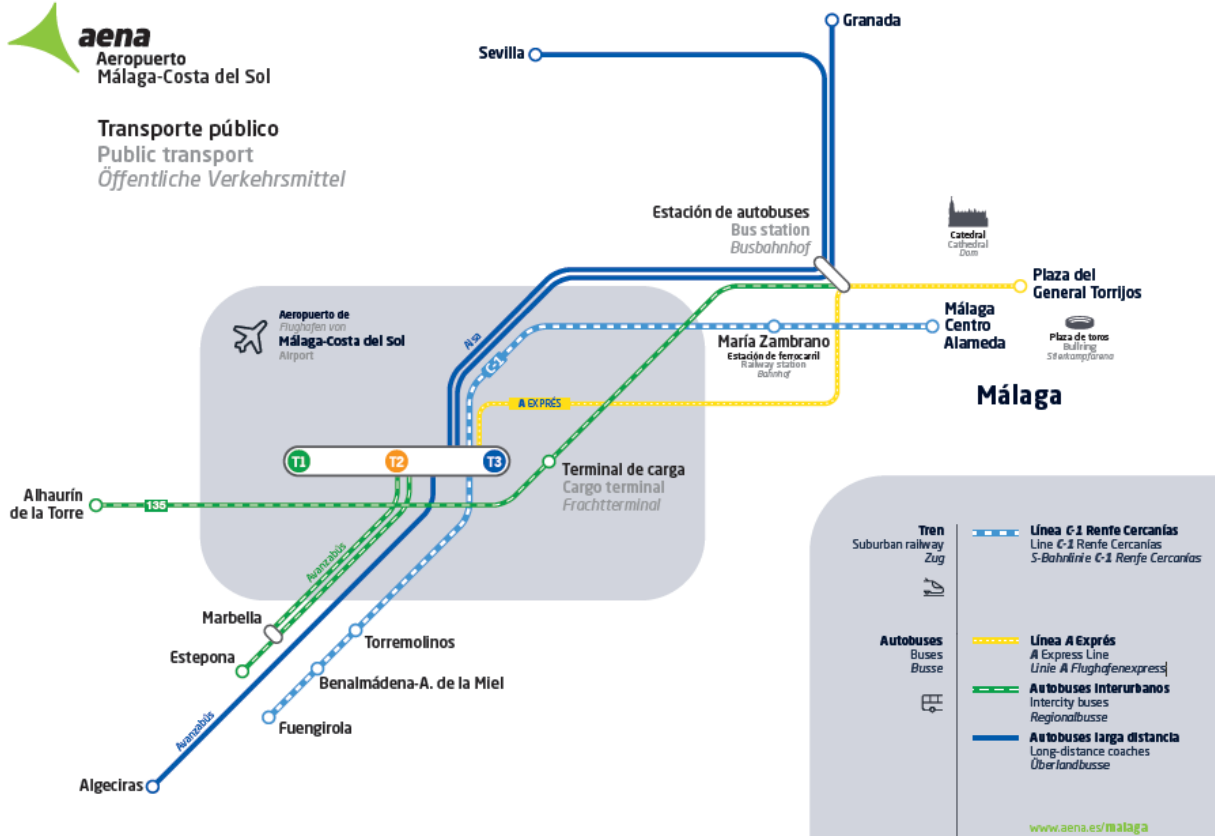 aena
Aeropuerto
Málaga-Costa del Sol
Transporte público
Public transport
Öffentliche Verkehrsmittel
Granada
Sevilla
Estación de autobuses
Bus station
Busbahnhof
Catedral
Cathedral
Dom
Plaza del
General Torrijos
Aeropuerto de
Flughafen von
Málaga-Costa del Sol
Airport
Alsa
C-1
María Zambrano
Estación de ferrocarril
Railway station
Bahnhof
Málaga
Centro
Alameda
Plaza de toros
Bullring
Stierkampfarena
Málaga
A EXPRÉS
T1
T2
T3
Terminal de carga
Cargo terminal
Frachtterminal
Alhaurín
de la Torre
135
Avanzabús
Marbella
Estepona
Torremolinos
Benalmádena-A. de la Miel
Fuengirola
Avanzabús
Algeciras
Tren
Suburban railway
Zug
Línea C-1 Renfe Cercanías
Line C-1 Renfe Cercanías
S-Bahnlinie C-1 Renfe Cercanías
Autobuses
Buses
Busse
Línea A Exprés
A Express Line
Linie A Flughafenexpress
Autobuses interurbanos
Intercity buses
Regionalbusse
Autobuses larga distancia
Long-distance coaches
Überlandbusse
www.aena.es/malaga